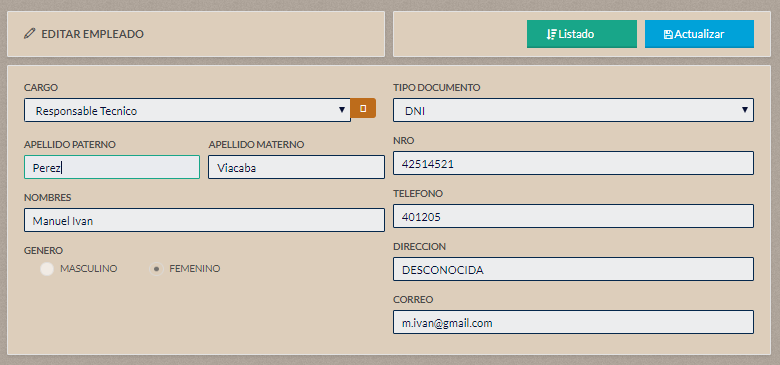 EDITAR EMPLEADO
Listado
Actualizar
CARGO
Responsable Tecnico
APELLIDO PATERNO
APELLIDO MATERNO
Perez
Viacaba
NOMBRES
Manuel Ivan
GENERO
MASCULINO
FEMENINO
TIPO DOCUMENTO
DNI
NRO
42514521
TELEFONO
401205
DIRECCION
DESCONOCIDA
CORREO
m.ivan@gmail.com